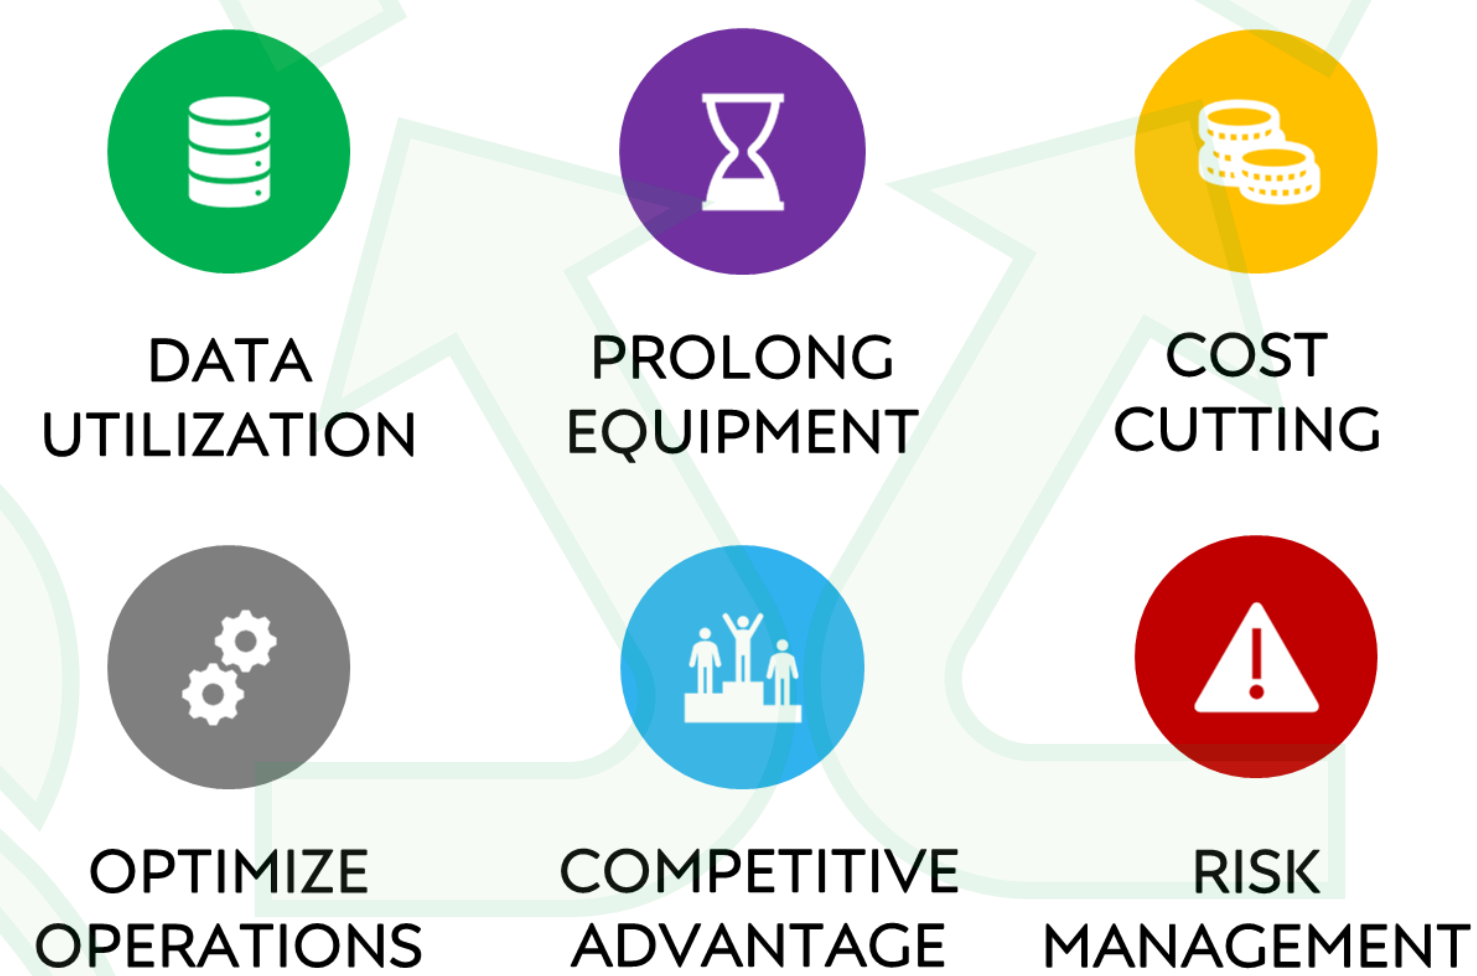 DATA
UTILIZATION
PROLONG
EQUIPMENT
COST
CUTTING
OPTIMIZE
OPERATIONS
COMPETITIVE
ADVANTAGE
RISK
MANAGEMENT